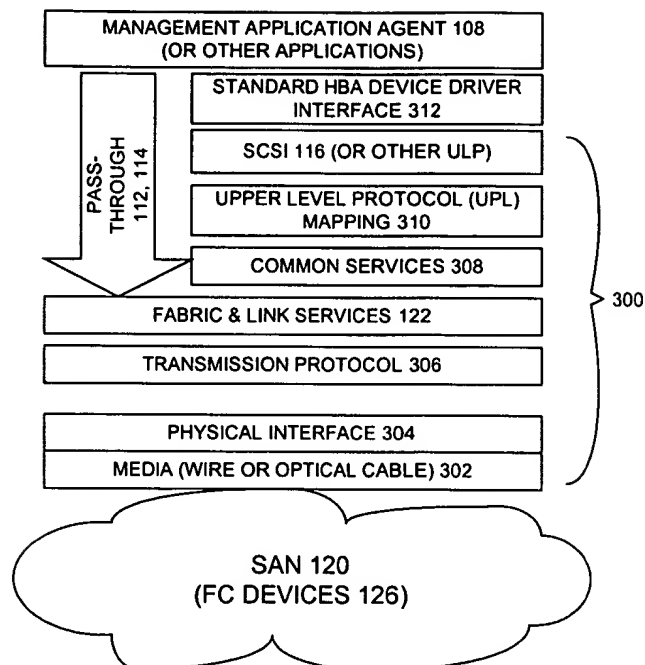 MANAGEMENT APPLICATION AGENT 108
(OR OTHER APPLICATIONS)
PASS-
THROUGH
112, 114
STANDARD HBA DEVICE DRIVER
INTERFACE 312
SCSI 116 (OR OTHER ULP)
UPPER LEVEL PROTOCOL (UPL)
MAPPING 310
COMMON SERVICES 308
FABRIC & LINK SERVICES 122
300
TRANSMISSION PROTOCOL 306
PHYSICAL INTERFACE 304
MEDIA (WIRE OR OPTICAL CABLE) 302
SAN 120
(FC DEVICES 126)